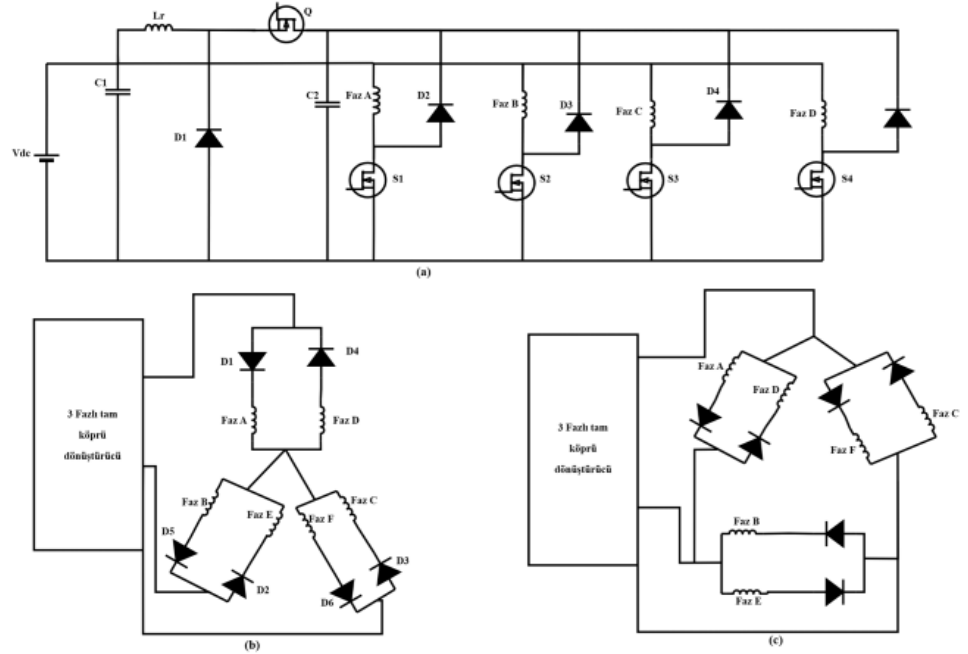 Lr
Q
C1
Vdc
D1
C2
Faz A
D2
S1
Faz B
D3
S2
Faz C
D4
S3
Faz D
S4
(a)
3 Fazlı tam
köprü
dönüştürücü
D1
D4
Faz A
Faz D
Faz B
Faz E
D5
D2
Faz F
Faz C
D3
D6
(b)
3 Fazlı tam
köprü
dönüştürücü
Faz A
Faz D
Faz F
Faz C
Faz B
Faz E
(c)